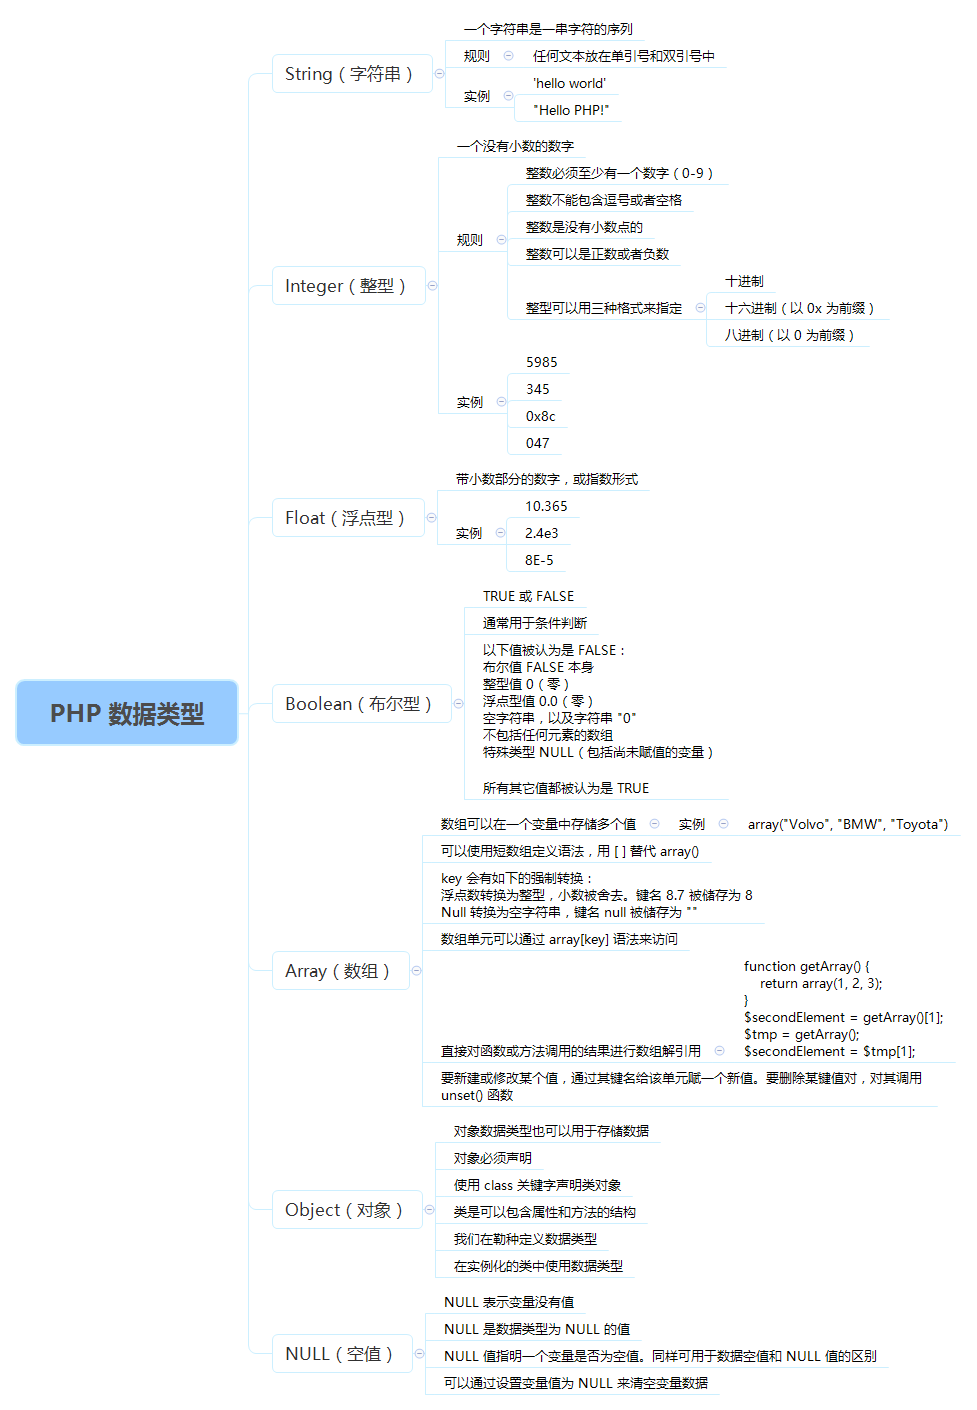 PHP 数据类型
String（字符串）
一个字符串是一串字符的序列
规则
任何文本放在单引号和双引号中
实例
'hello world'
"Hello PHP!"
Integer（整型）
一个没有小数的数字
规则
整数必须至少有一个数字（0-9）
整数不能包含逗号或者空格
整数是没有小数点的
整数可以是正数或者负数
整型可以用三种格式来指定
十进制
十六进制（以 0x 为前缀）
八进制（以 0 为前缀）
实例
5985
345
0x8c
047
Float（浮点型）
带小数部分的数字，或指数形式
实例
10.365
2.4e3
8E-5
Boolean（布尔型）
TRUE 或 FALSE
通常用于条件判断
以下值被认为是 FALSE：
布尔值 FALSE 本身
整型值 0（零）
浮点型值 0.0（零）
空字符串，以及字符串 "0"
不包括任何元素的数组
特殊类型 NULL（包括尚未赋值的变量）
所有其它值都被认为是 TRUE
Array（数组）
数组可以在一个变量中存储多个值
实例
array("Volvo", "BMW", "Toyota")
可以使用短数组定义语法，用 [ ] 替代 array()
key 会有如下的强制转换：
浮点数转换为整型，小数被舍去。键名 8.7 被储存为 8
Null 转换为空字符串，键名 null 被储存为 ""
数组单元可以通过 array[key] 语法来访问
直接对函数或方法调用的结果进行数组解引用
function getArray() {
return array(1, 2, 3);
}
$secondElement = getArray()[1];
$tmp = getArray();
$secondElement = $tmp[1];
要新建或修改某个值，通过其键名给该单元赋一个新值。要删除某键值对，对其调用
unset() 函数
Object（对象）
对象数据类型也可以用于存储数据
对象必须声明
使用 class 关键字声明类对象
类是可以包含属性和方法的结构
我们在勒种定义数据类型
在实例化的类中使用数据类型
NULL（空值）
NULL 表示变量没有值
NULL 是数据类型为 NULL 的值
NULL 值指明一个变量是否为空值。同样可用于数据空值和 NULL 值的区别
可以通过设置变量值为 NULL 来清空变量数据